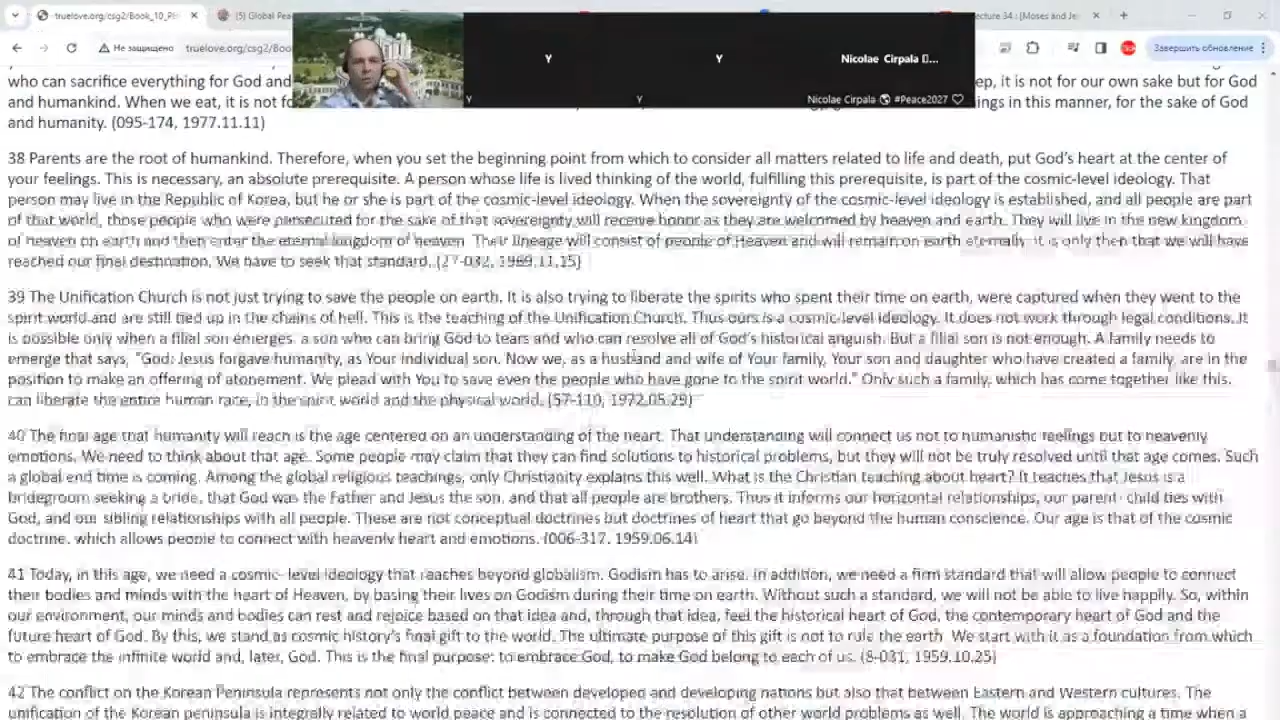 truelove.org/csg2/Book_10_P
(5) Global Pea
ecture 34 : (Moses and Je
Не защищено
truelove.org/csg2/Boo
Завершить обновление
Y
Y
Nicolae Cirpala
Y
Y
Nicolae Cirpala #Peace2027
who can sacrifice everything for God and
ep, it is not for our own sake but for God
and humankind. When we eat, it is not fo
ings in this manner, for the sake of God
and humanity. (095-174, 1977.11.11)
38 Parents are the root of humankind. Therefore, when you set the beginning point from which to consider all matters related to life and death, put God's heart at the center of
your feelings. This is necessary, an absolute prerequisite. A person whose life is lived thinking of the world, fulfilling this prerequisite, is part of the cosmic-level ideology. That
person may live in the Republic of Korea, but he or she is part of the cosmic-level ideology. When the sovereignty of the cosmic-level ideology is established, and all people are part
of that world, those people who were persecuted for the sake of that sovereignty will receive honor as they are welcomed by heaven and earth. They will live in the new kingdom
of heaven on earth and then enter the eternal kingdom of heaven. Their lineage will consist of people of Heaven and will remain on earth eternally. It is only then that we will have
reached our final destination. We have to seek that standard. (27-032, 1969.11.15)
39 The Unification Church is not just trying to save the people on earth. It is also trying to liberate the spirits who spent their time on earth, were captured when they went to the
spirit world and are still tied up in the chains of hell. This is the teaching of the Unification Church. Thus ours is a cosmic-level ideology. It does not work through legal conditions. It
is possible only when a filial son emerges, a son who can bring God to tears and who can resolve all of God's historical anguish. But a filial son is not enough. A family needs to
emerge that says, "God: Jesus forgave humanity, as Your individual son. Now we, as a husband and wife of Your family, Your son and daughter who have created a family, are in the
position to make an offering of atonement. We plead with You to save even the people who have gone to the spirit world." Only such a family, which has come together like this,
can liberate the entire human race, in the spirit world and the physical world. (57-110, 1972.05.29)
40 The final age that humanity will reach is the age centered on an understanding of the heart. That understanding will connect us not to humanistic feelings but to heavenly
emotions. We need to think about that age. Some people may claim that they can find solutions to historical problems, but they will not be truly resolved until that age comes. Such
a global end time is coming. Among the global religious teachings, only Christianity explains this well. What is the Christian teaching about heart? It teaches that Jesus is a
bridegroom seeking a bride, that God was the Father and Jesus the son, and that all people are brothers. Thus it informs our horizontal relationships, our parent- child ties with
God, and our sibling relationships with all people. These are not conceptual doctrines but doctrines of heart that go beyond the human conscience. Our age is that of the cosmic
doctrine, which allows people to connect with heavenly heart and emotions. (006-317, 1959.06.14)
41 Today, in this age, we need a cosmic- level ideology that reaches beyond globalism. Godism has to arise. In addition, we need a firm standard that will allow people to connect
their bodies and minds with the heart of Heaven, by basing their lives on Godism during their time on earth. Without such a standard, we will not be able to live happily. So, within
our environment, our minds and bodies can rest and rejoice based on that idea and, through that idea, feel the historical heart of God, the contemporary heart of God and the
future heart of God. By this, we stand as cosmic history's final gift to the world. The ultimate purpose of this gift is not to rule the earth. We start with it as a foundation from which
to embrace the infinite world and, later, God. This is the final purpose: to embrace God, to make God belong to each of us. (8-031, 1959.10.25)
42 The conflict on the Korean Peninsula represents not only the conflict between developed and developing nations but also that between Eastern and Western cultures. The
unification of the Korean peninsula is integrally related to world peace and is connected to the resolution of other world problems as well. The world is approaching a time when a